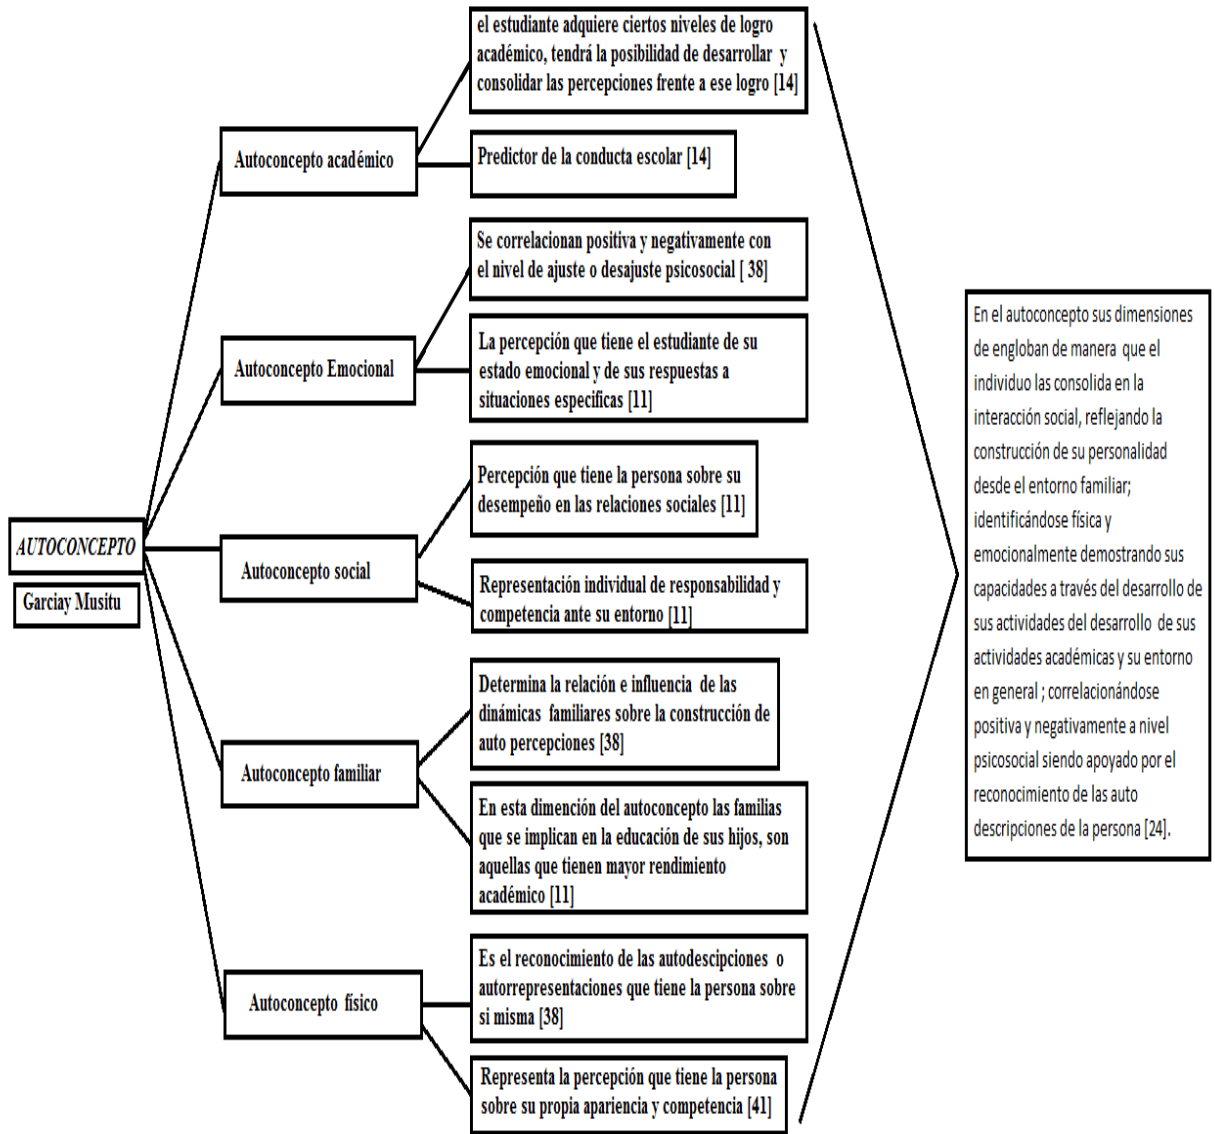 AUTOCONCEPTO
Garciay Musitu
Autoconcepto académico
el estudiante adquiere ciertos niveles de logro
académico, tendrá la posibilidad de desarrollar y
consolidar las percepciones frente a ese logro [14]
Predictor de la conducta escolar [14]
Autoconcepto Emocional
Se correlacionan positiva y negativamente con
el nivel de ajuste o desajuste psicosocial [ 38]
La percepción que tiene el estudiante de su
estado emocional y de sus respuestas a
situaciones especificas [11]
Autoconcepto social
Percepción que tiene la persona sobre su
desempeño en las relaciones sociales [11]
Representación individual de responsabilidad y
competencia ante su entorno [11]
Autoconcepto familiar
Determina la relación e influencia de las
dinámicas familiares sobre la construcción de
auto percepciones [38]
En esta dimención del autoconcepto las familias
que se implican en la educación de sus hijos, son
aquellas que tienen mayor rendimiento
académico [11]
Autoconcepto físico
Es el reconocimiento de las autodescipciones o
autorrepresentaciones que tiene la persona sobre
si misma [38]
Representa la percepción que tiene la persona
sobre su propia apariencia y competencia [41]
En el autoconcepto sus dimensiones
de engloban de manera que el
individuo las consolida en la
interacción social, reflejando la
construcción de su personalidad
desde el entorno familiar;
identificándose física y
emocionalmente demostrando sus
capacidades a través del desarrollo de
sus actividades del desarrollo de sus
actividades académicas y su entorno
en general ; correlacionándose
positiva y negativamente a nivel
psicosocial siendo apoyado por el
reconocimiento de las auto
descripciones de la persona [24].